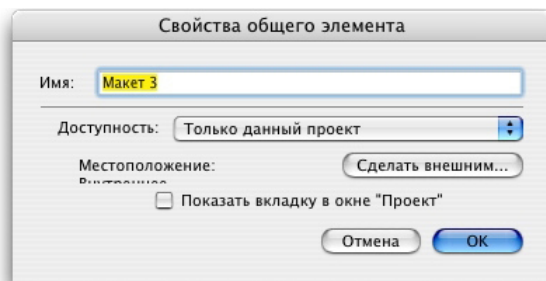 Свойства общего элемента
Имя: Макет 3
Доступность: Только данный проект
Местоположение: Сделать внешним...
Внутреннее
Показать вкладку в окне "Проект"
Отмена OK